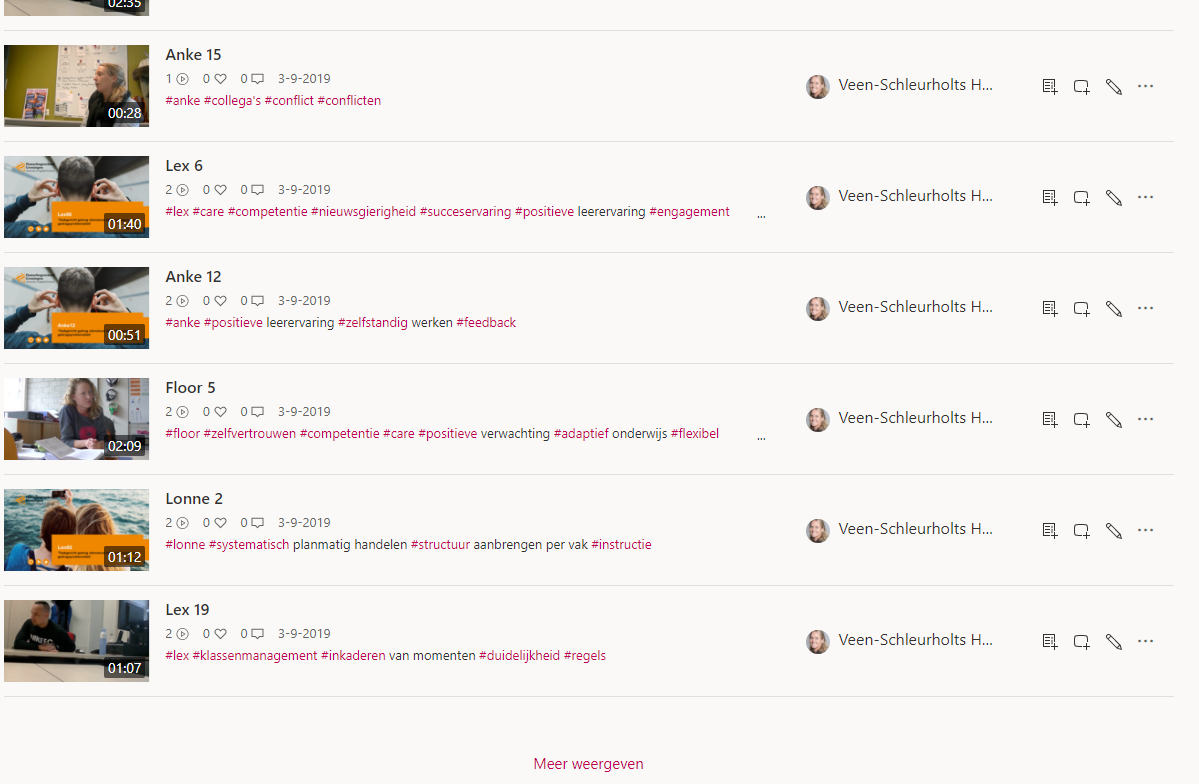 02:35
Anke 15
1 0 0 3-9-2019
#anke #collega's #conflict #conflicten
Veen-Schleurholts H...
00:28
Lex 6
2 0 0 3-9-2019
#lex #care #competentie #nieuwsgierigheid #succeservaring #positieve leerervaring #engagement ...
Veen-Schleurholts H...
01:40
Anke 12
2 0 0 3-9-2019
#anke #positieve leerervaring #zelfstandig werken #feedback
Veen-Schleurholts H...
00:51
Floor 5
2 0 0 3-9-2019
#floor #zelfvertrouwen #competentie #care #positieve verwachting #adaptief onderwijs #flexibel ...
Veen-Schleurholts H...
02:09
Lonne 2
2 0 0 3-9-2019
#lonne #systematisch planmatig handelen #structuur aanbrengen per vak #instructie
Veen-Schleurholts H...
01:12
Lex 19
2 0 0 3-9-2019
#lex #klassenmanagement #inkaderen van momenten #duidelijkheid #regels
Veen-Schleurholts H...
01:07
Meer weergeven